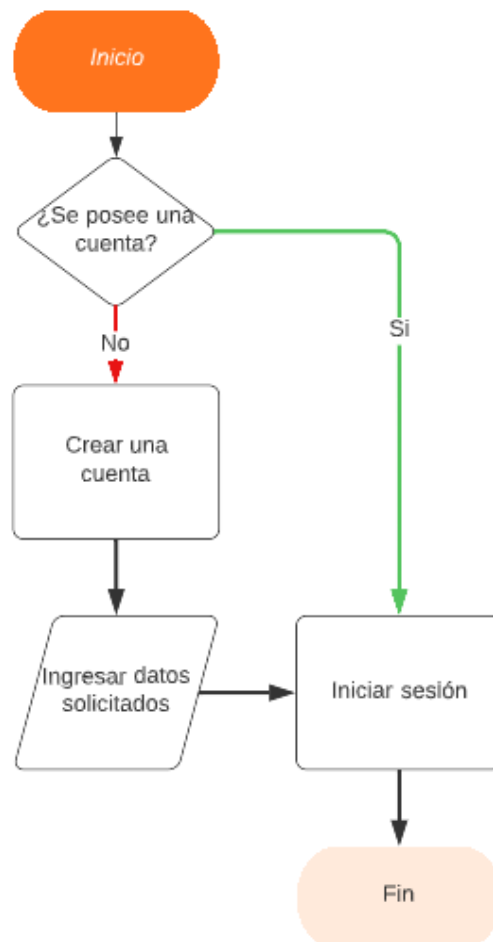 Inicio
¿Se posee una
cuenta?
Si
No
Crear una
cuenta
Ingresar datos
solicitados
Iniciar sesión
Fin